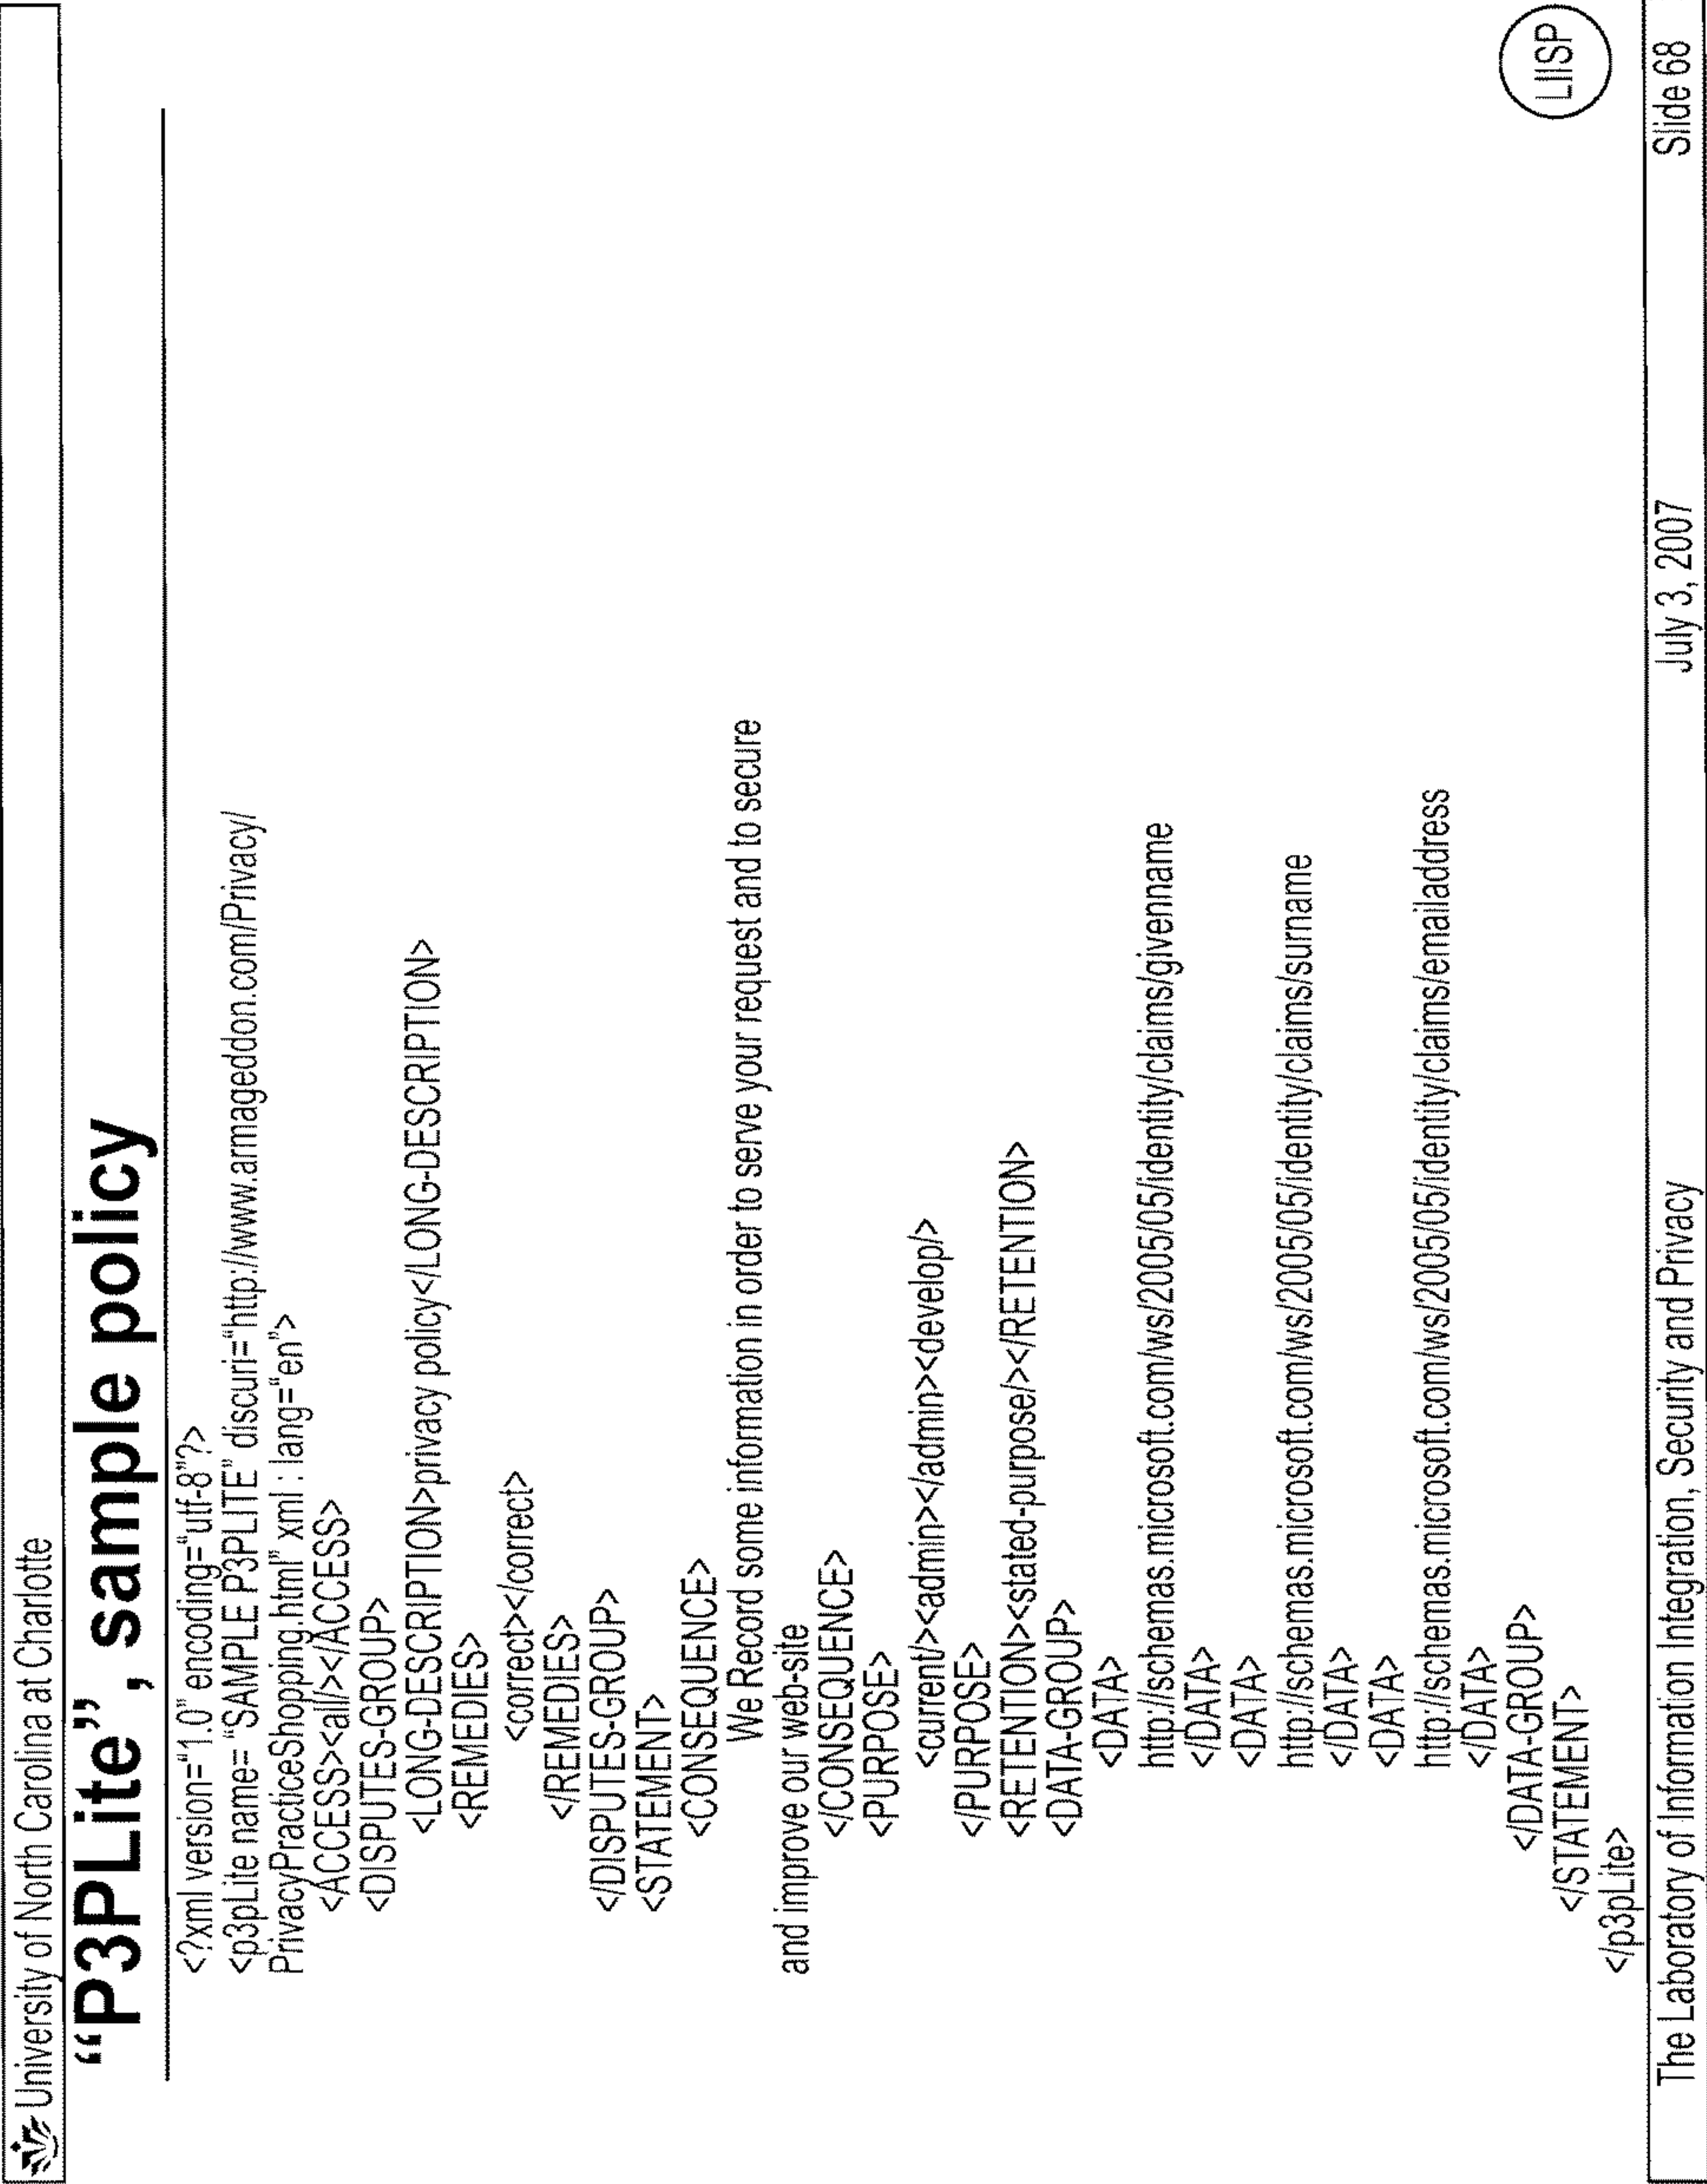 University of North Carolina at Charlotte
“P3PLite”, sample policy
<?xml version=“1.0” encoding=“utf-8”?>
<p3pLite name=“SAMPLE P3PLITE” discuri=“http://www.armageddon.com/Privacy/
PrivacyPracticeShopping.html” xml : lang=“en”>
<ACCESS><all/></ACCESS>
<DISPUTES-GROUP>
<LONG-DESCRIPTION>privacy policy</LONG-DESCRIPTION>
<REMEDIES>
<correct></correct>
</REMEDIES>
</DISPUTES-GROUP>
<STATEMENT>
<CONSEQUENCE>
We Record some information in order to serve your request and to secure
and improve our web-site
</CONSEQUENCE>
<PURPOSE>
<current/><admin></admin><develop/>
</PURPOSE>
<RETENTION><stated-purpose/></RETENTION>
<DATA-GROUP>
<DATA>
http://schemas.microsoft.com/ws/2005/05/identity/claims/givenname
</DATA>
<DATA>
http://schemas.microsoft.com/ws/2005/05/identity/claims/surname
</DATA>
<DATA>
http://schemas.microsoft.com/ws/2005/05/identity/claims/emailaddress
</DATA>
</DATA-GROUP>
</STATEMENT>
</p3pLite>
LIISP
The Laboratory of Information Integration, Security and Privacy
July 3, 2007
Slide 68